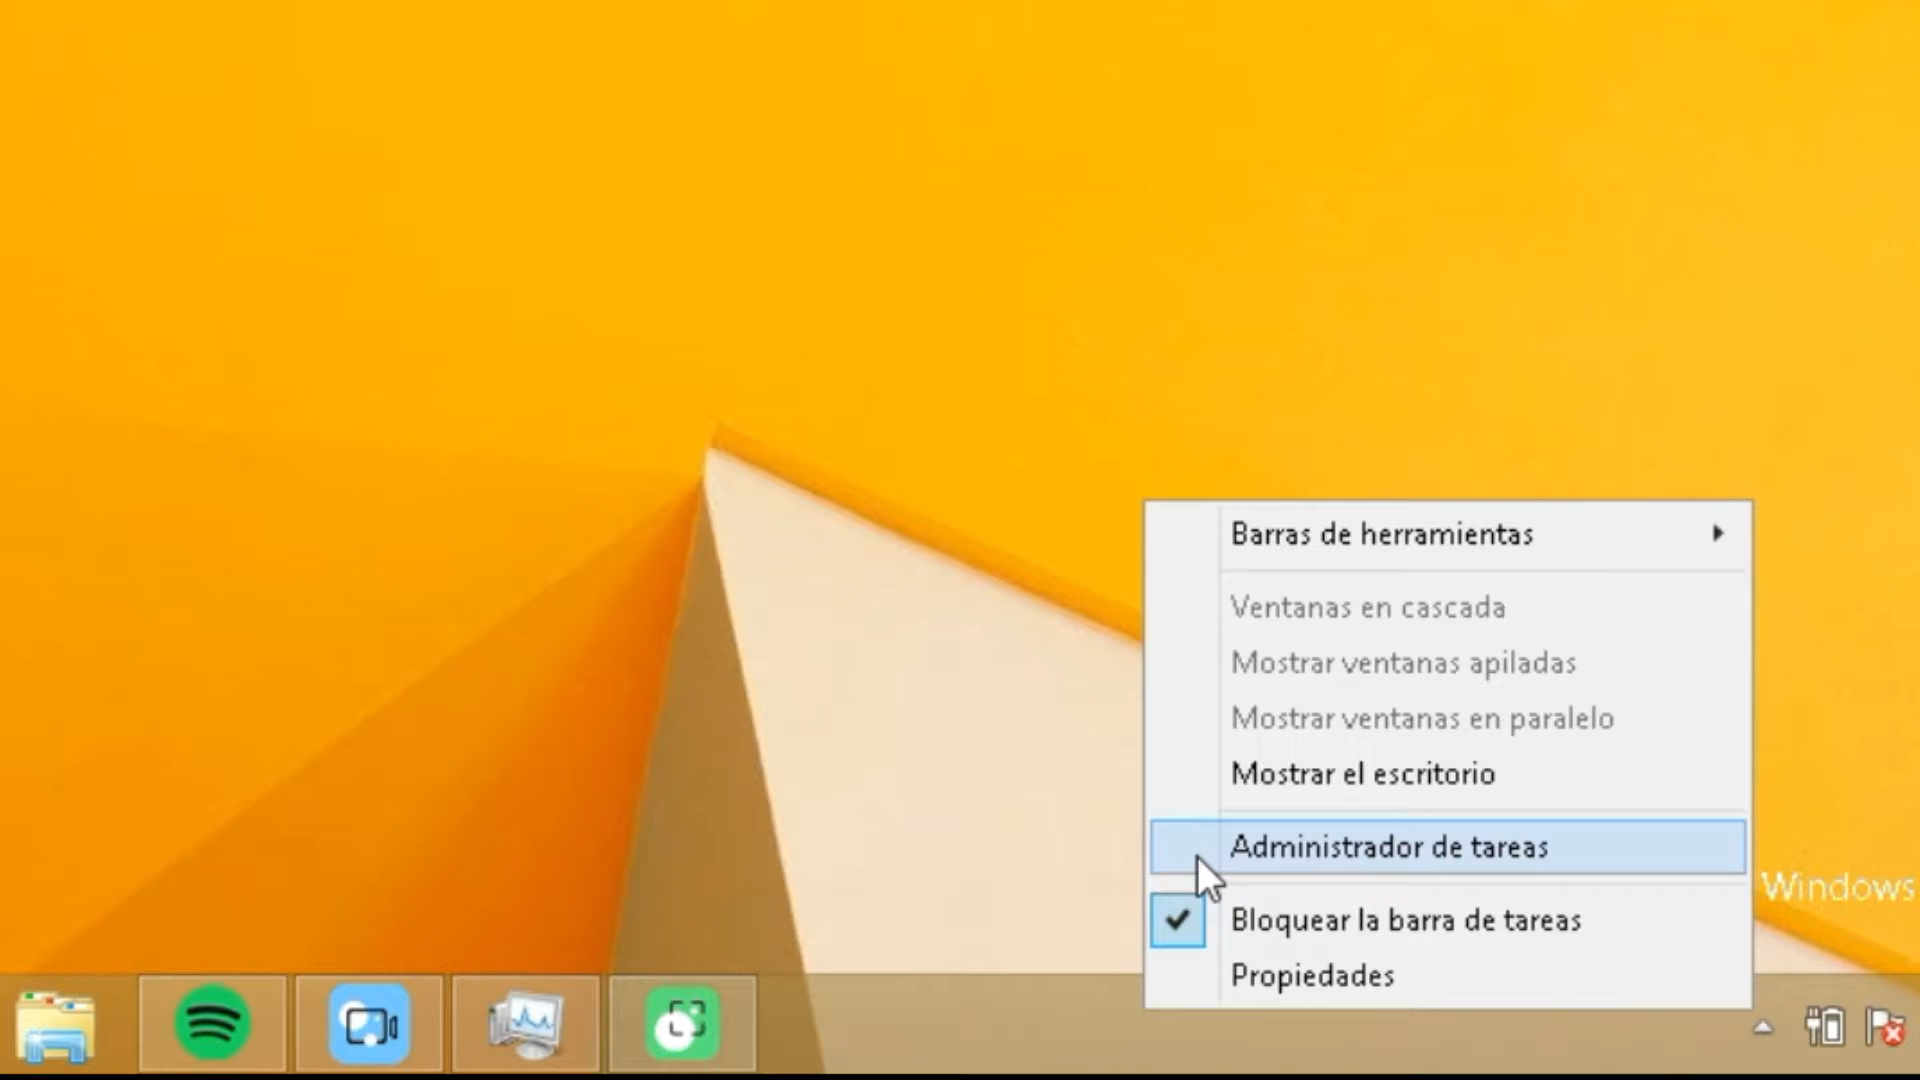 Barras de herramientas
Ventanas en cascada
Mostrar ventanas apiladas
Mostrar ventanas en paralelo
Mostrar el escritorio
Administrador de tareas
Windows
Bloquear la barra de tareas
Propiedades